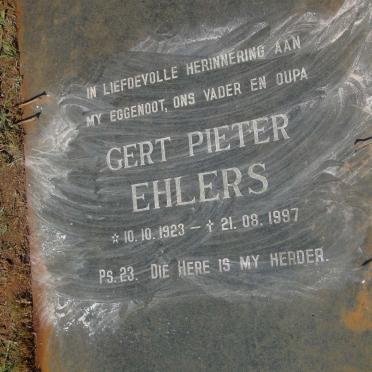 IN LIEFDEVOLLE HERINNERING AAN
MY EGGENOOT, ONS VADER EN OUPA
GERT PIETER
EHLERS
☆ 10.10.1923 – ✝ 21.08.1997
PS. 23. DIE HERE IS MY HERDER.